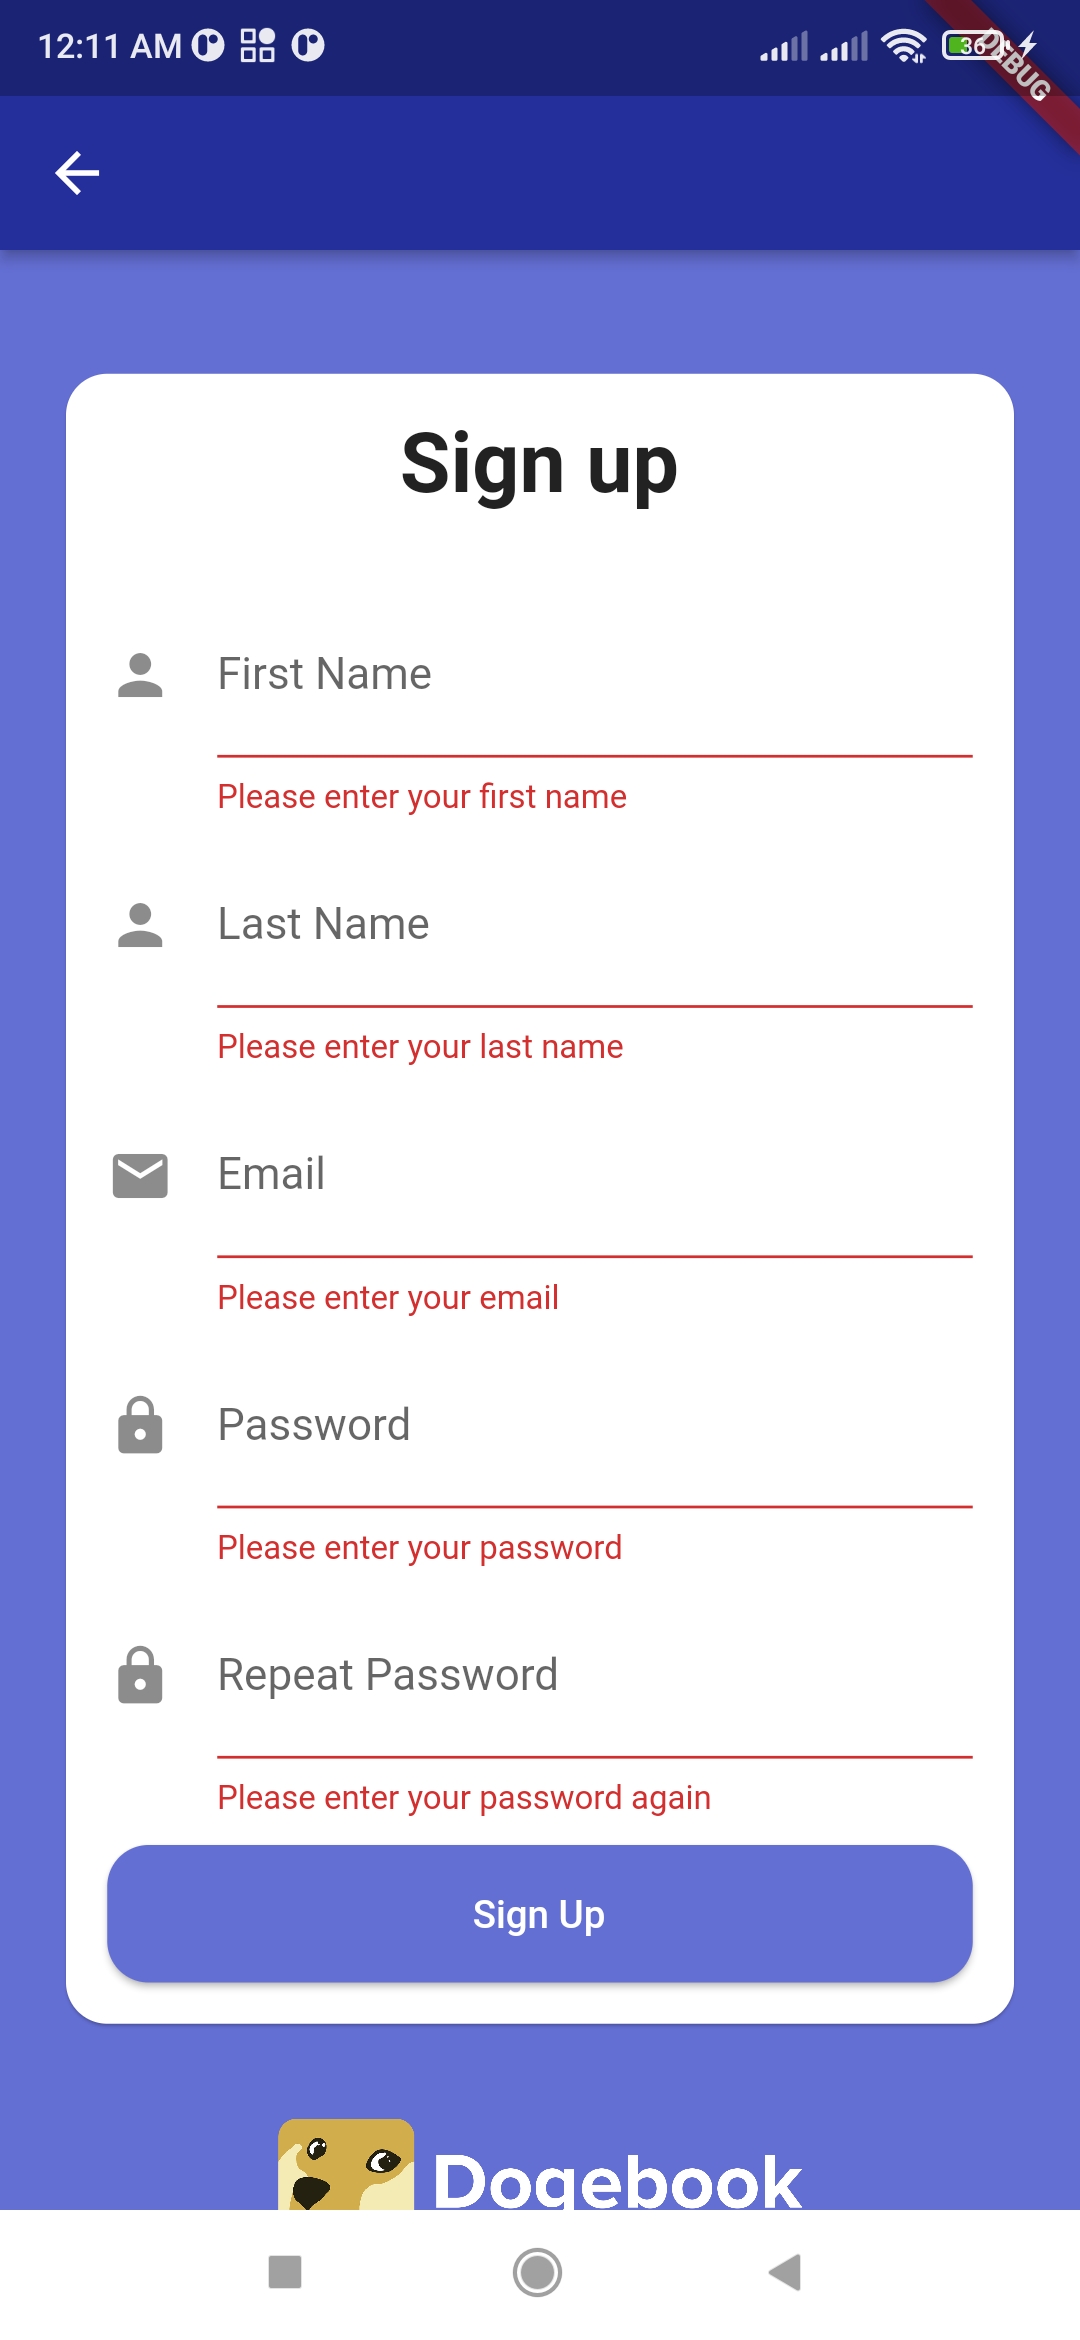 12:11 AM
36
DEBUG
Sign up
First Name
Please enter your first name
Last Name
Please enter your last name
Email
Please enter your email
Password
Please enter your password
Repeat Password
Please enter your password again
Sign Up
Dogebook